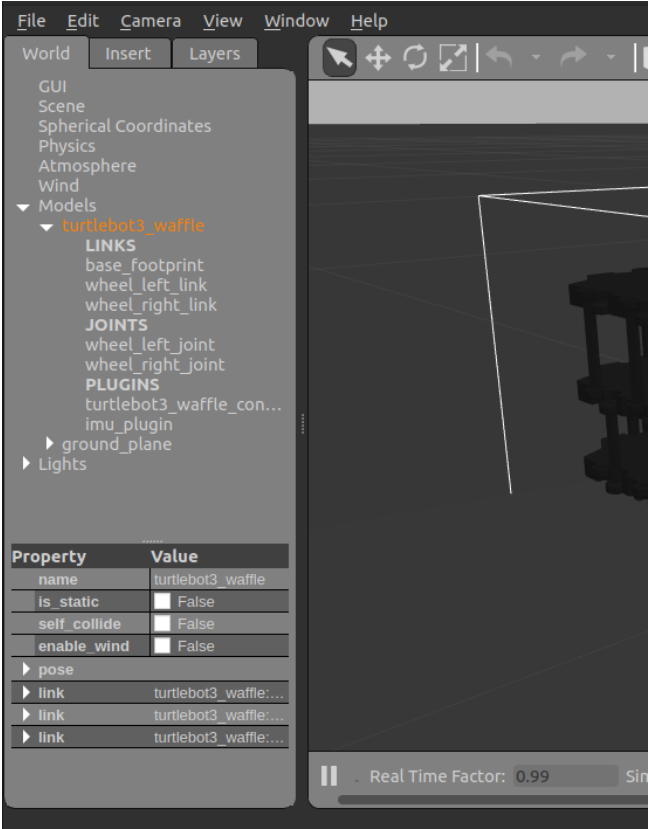 File Edit Camera View Window Help
World Insert Layers
GUI
Scene
Spherical Coordinates
Physics
Atmosphere
Wind
Models
turtlebot3_waffle
LINKS
base_footprint
wheel_left_link
wheel_right_link
JOINTS
wheel_left_joint
wheel_right_joint
PLUGINS
turtlebot3_waffle_con...
imu_plugin
ground_plane
Lights
Property Value
name turtlebot3_waffle
is_static False
self_collide False
enable_wind False
pose
link turtlebot3_waffle:...
link turtlebot3_waffle:...
link turtlebot3_waffle:...
Real Time Factor: 0.99 Sim